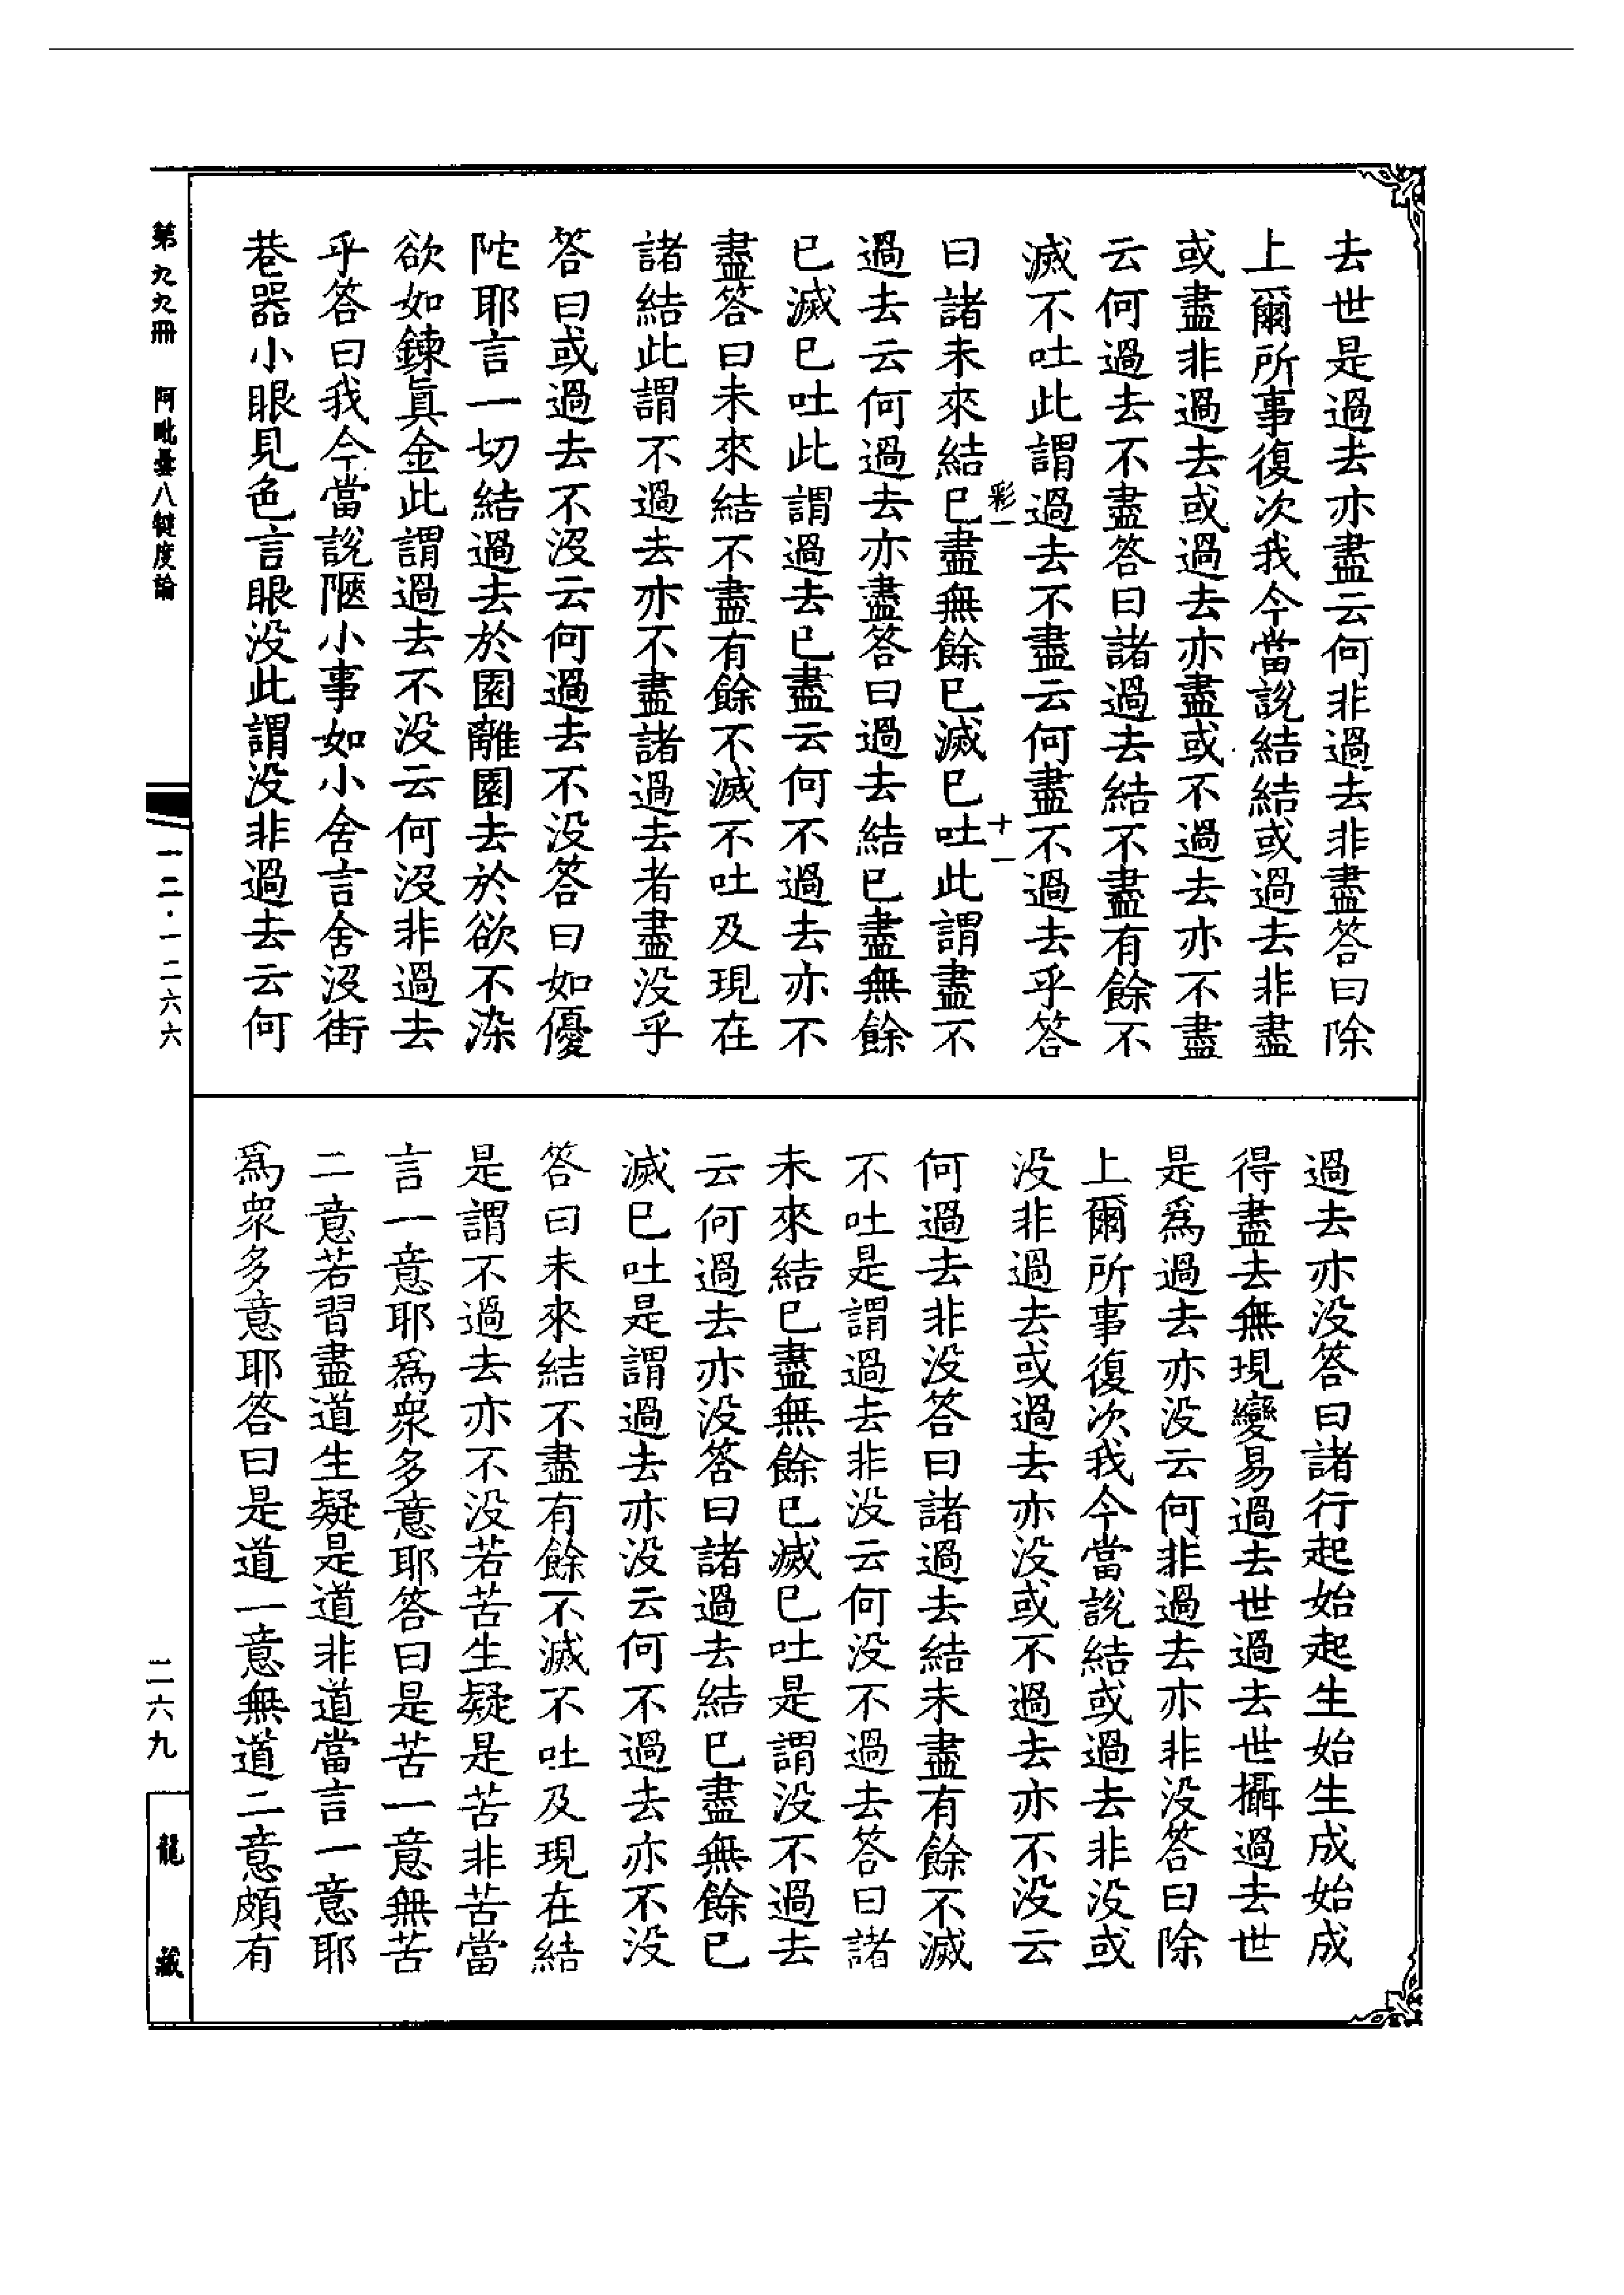 去世是過去亦盡云何非過去非盡答曰除
上爾所事復次我今當說結結或過去非盡
或盡非過去或過去亦盡或不過去亦不盡
云何過去不盡答曰諸過去結不盡有餘不
滅不吐此謂過去不盡云何盡不過去乎答
彩一 十一
曰諸未來結已盡無餘已滅已吐此謂盡不
過去云何過去亦盡答曰過去結已盡無餘
已滅已吐此謂過去已盡云何不過去亦不
盡答曰未來結不盡有餘不滅不吐及現在
諸結此謂不過去亦不盡諸過去者盡沒乎
答曰或過去不沒云何過去不沒答曰如優
陀耶言一切結過去於園離園去於欲不染
欲如鍊真金此謂過去不沒云何沒非過去
乎答曰我今當說陿小事如小舍言舍沒街
巷器小眼見色言眼沒此謂沒非過去云何
過去亦沒答曰諸行起始起生始生成始成
得盡去無現變易過去世過去世攝過去世
是為過去亦沒云何非過去亦非沒答曰除
上爾所事復次我今當說結或過去非沒或
沒非過去或過去亦沒或不過去亦不沒云
何過去非沒答曰諸過去結未盡有餘不滅
不吐是謂過去非沒云何沒不過去答曰諸
未來結已盡無餘已滅已吐是謂沒不過去
云何過去亦沒答曰諸過去結已盡無餘已
滅已吐是謂過去亦沒云何不過去亦不沒
答曰未來結不盡有餘不滅不吐及現在結
是謂不過去亦不沒若苦生疑是苦非苦當
言一意耶為眾多意耶答曰是苦一意無苦
二意若習盡道生疑是道非道當言一意耶
為眾多意耶答曰是道一意無道二意頗有
第九九冊 阿毗曇八犍度論
一二·一二六六
二六九
龍藏